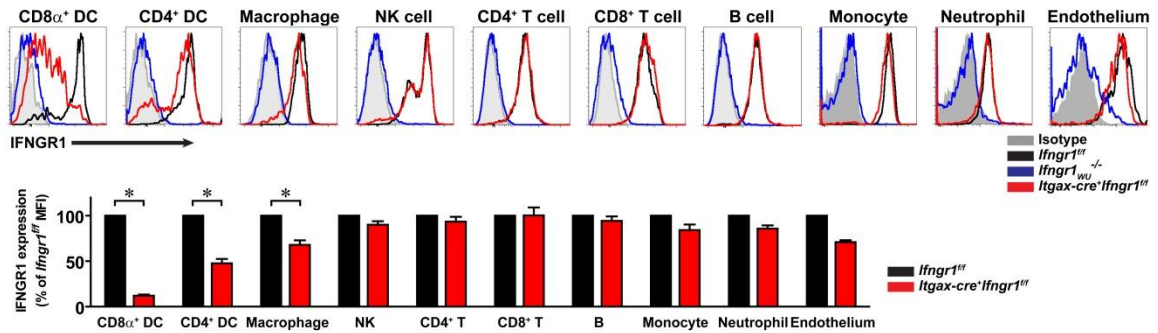 CD8α⁺ DC CD4⁺ DC Macrophage NK cell CD4⁺ T cell CD8⁺ T cell B cell Monocyte Neutrophil Endothelium
IFNGR1
Isotype
Ifngr1f/f
Ifngr1WU-/-
Itgax-cre⁺Ifngr1f/f
IFNGR1 expression
(% of Ifngr1f/f MFI)
100
50
0
* * *
CD8α⁺ DC CD4⁺ DC Macrophage NK CD4⁺ T CD8⁺ T B Monocyte Neutrophil Endothelium
Ifngr1f/f
Itgax-cre⁺Ifngr1f/f